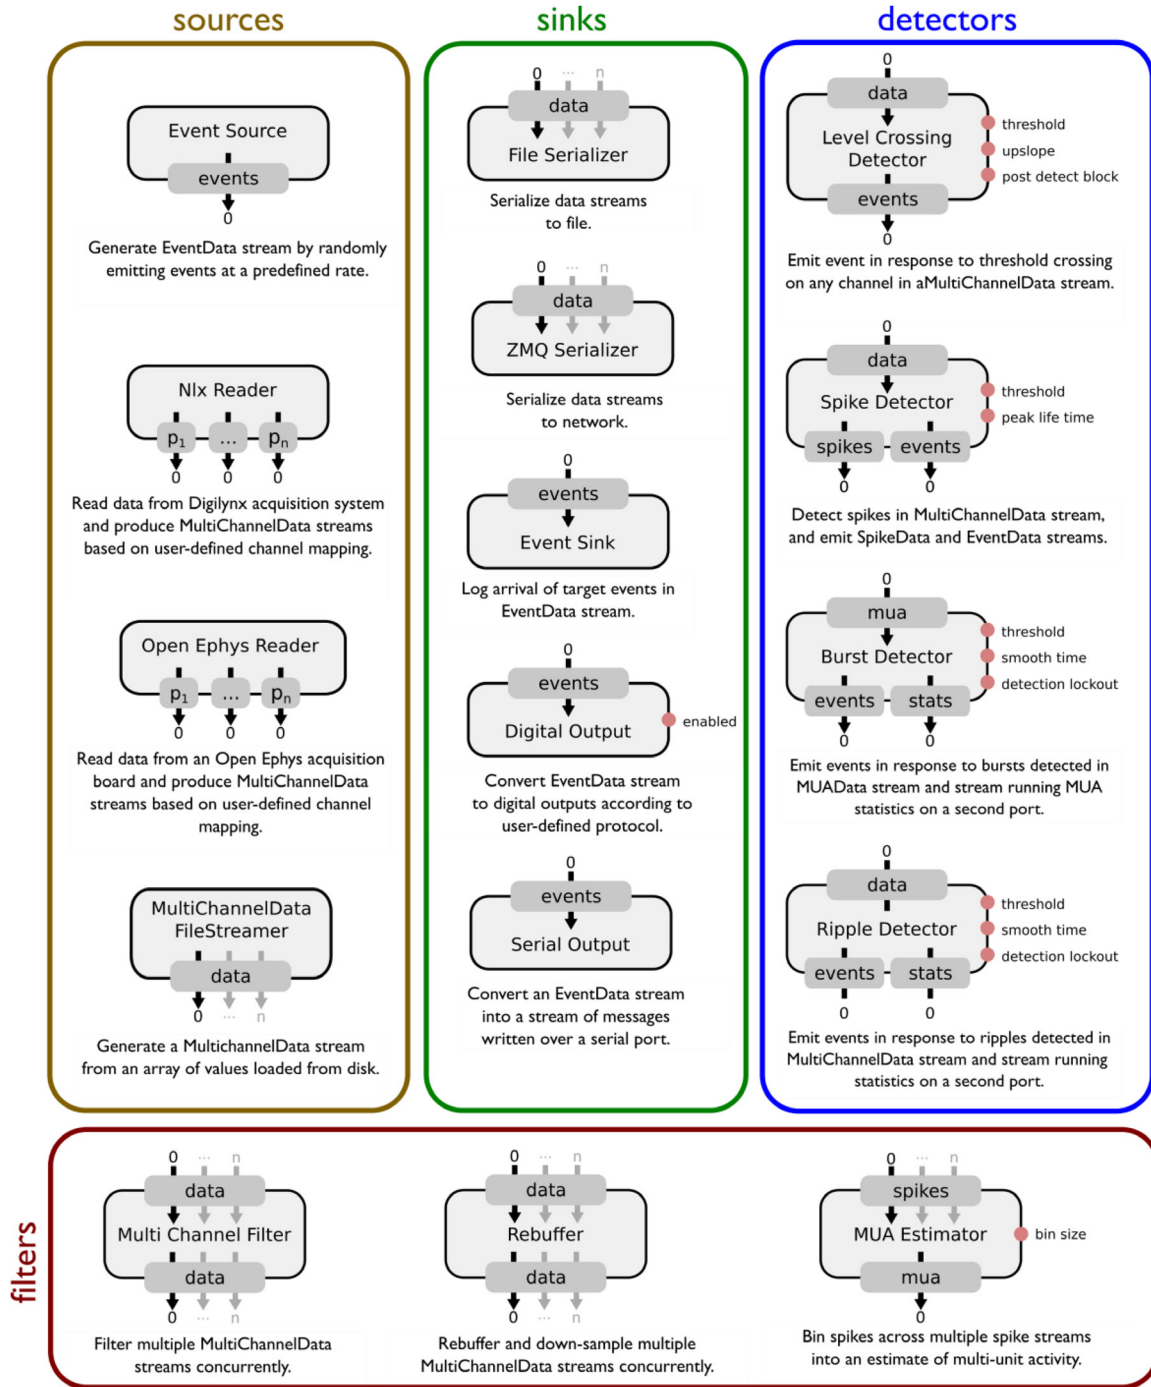 sources
Event Source
events
0
Generate EventData stream by randomly
emitting events at a predefined rate.
Nlx Reader
p1 ... pn
0 0 0
Read data from Digilynx acquisition system
and produce MultiChannelData streams
based on user-defined channel mapping.
Open Ephys Reader
p1 ... pn
0 0 0
Read data from an Open Ephys acquisition
board and produce MultiChannelData
streams based on user-defined channel
mapping.
MultiChannelData
FileStreamer
data
0 ... n
Generate a MultichannelData stream
from an array of values loaded from disk.
sinks
0 ... n
data
File Serializer
Serialize data streams
to file.
0 ... n
data
ZMQ Serializer
Serialize data streams
to network.
0
events
Event Sink
Log arrival of target events in
EventData stream.
0
events
Digital Output
enabled
Convert EventData stream
to digital outputs according to
user-defined protocol.
0
events
Serial Output
Convert an EventData stream
into a stream of messages
written over a serial port.
detectors
0
data
Level Crossing
Detector
threshold
upslope
post detect block
events
0
Emit event in response to threshold crossing
on any channel in aMultiChannelData stream.
0
data
Spike Detector
threshold
peak life time
spikes events
0 0
Detect spikes in MultiChannelData stream,
and emit SpikeData and EventData streams.
0
mua
Burst Detector
threshold
smooth time
detection lockout
events stats
0 0
Emit events in response to bursts detected in
MUAData stream and stream running MUA
statistics on a second port.
0
data
Ripple Detector
threshold
smooth time
detection lockout
events stats
0 0
Emit events in response to ripples detected in
MultiChannelData stream and stream running
statistics on a second port.
filters
0 ... n
data
Multi Channel Filter
data
0 ... n
Filter multiple MultiChannelData
streams concurrently.
0 ... n
data
Rebuffer
data
0 ... n
Rebuffer and down-sample multiple
MultiChannelData streams concurrently.
0 ... n
spikes
MUA Estimator
bin size
mua
0
Bin spikes across multiple spike streams
into an estimate of multi-unit activity.